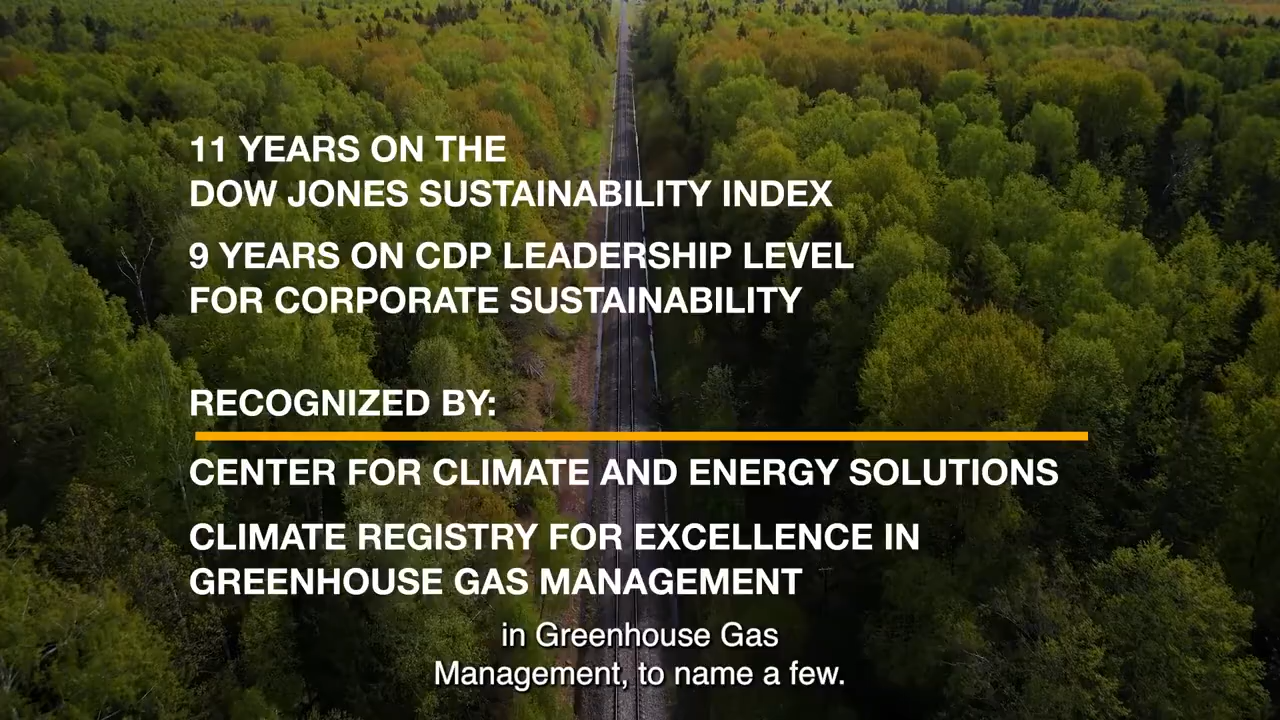 11 YEARS ON THE
DOW JONES SUSTAINABILITY INDEX
9 YEARS ON CDP LEADERSHIP LEVEL
FOR CORPORATE SUSTAINABILITY
RECOGNIZED BY:
CENTER FOR CLIMATE AND ENERGY SOLUTIONS
CLIMATE REGISTRY FOR EXCELLENCE IN
GREENHOUSE GAS MANAGEMENT
in Greenhouse Gas
Management, to name a few.